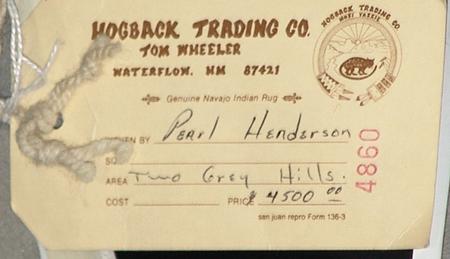 HOGBACK TRADING CO.
TOM WHEELER
WATERFLOW, NM 87421
HOGBACK TRADING CO.
Genuine Navajo Indian Rug
BY Pearl Henderson
SQ
AREA Two Grey Hills.
COST PRICE $4500 00
4860
san juan repro Form 136-3